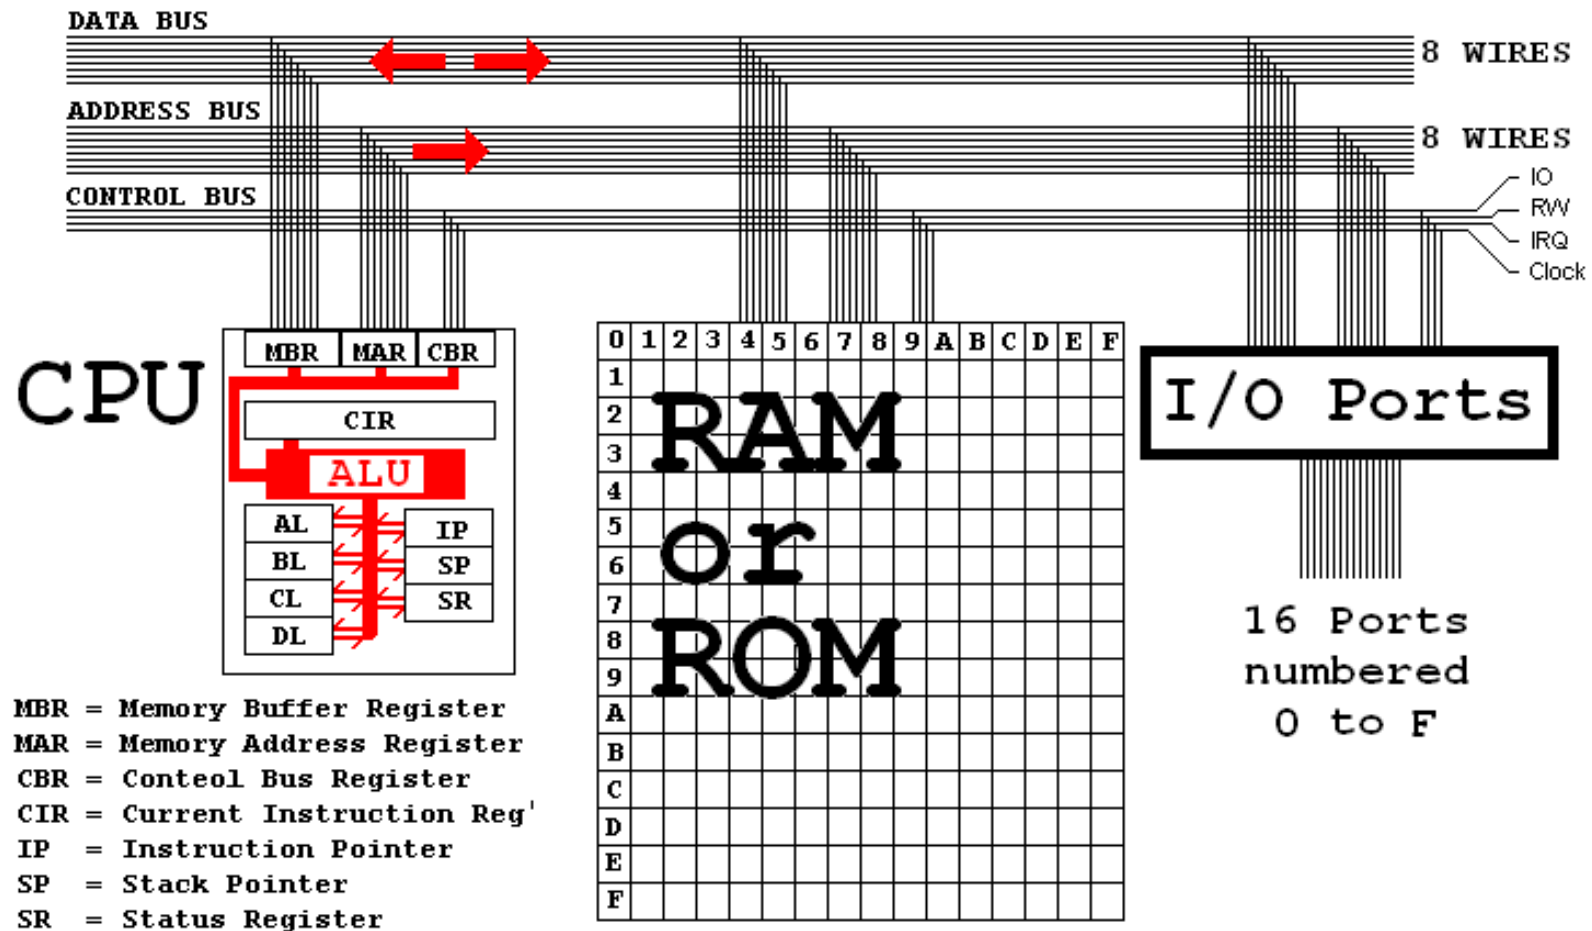 DATA BUS
8 WIRES
ADDRESS BUS
8 WIRES
CONTROL BUS
IO
RW
IRQ
Clock
CPU
MBR MAR CBR
CIR
ALU
AL
BL
CL
DL
IP
SP
SR
0 1 2 3 4 5 6 7 8 9 A B C D E F
1
2
3
4
5
6
7
8
9
A
B
C
D
E
F
RAM
or
ROM
I/O Ports
16 Ports
numbered
0 to F
MBR = Memory Buffer Register
MAR = Memory Address Register
CBR = Conteol Bus Register
CIR = Current Instruction Reg'
IP = Instruction Pointer
SP = Stack Pointer
SR = Status Register